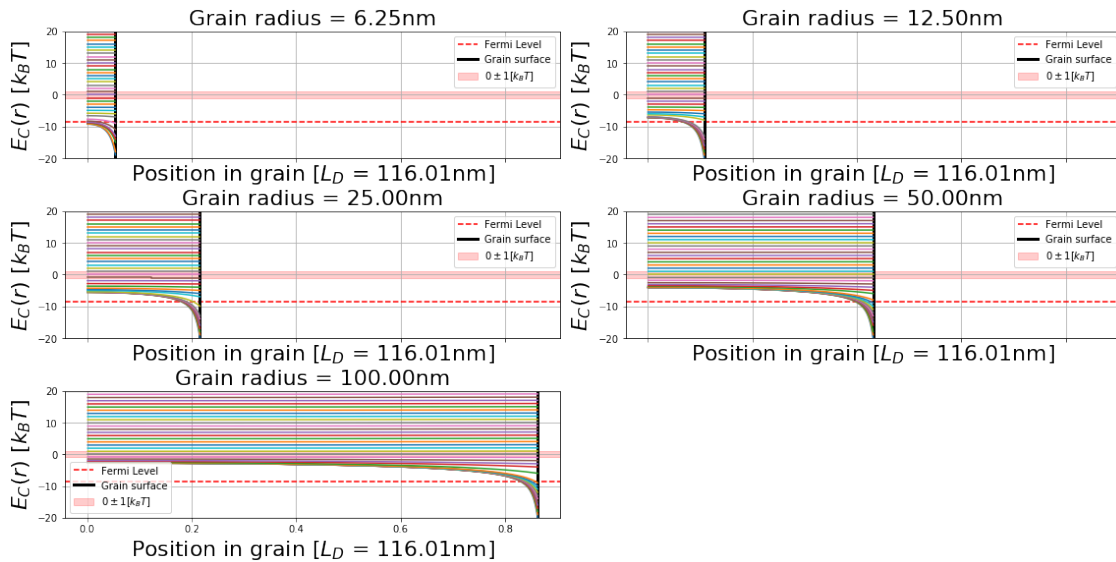 Grain radius = 6.25nm
E_C(r) [k_BT]
20
10
0
−10
−20
Fermi Level
Grain surface
0 ± 1[k_BT]
Position in grain [L_D = 116.01nm]
Grain radius = 12.50nm
E_C(r) [k_BT]
20
10
0
−10
−20
Fermi Level
Grain surface
0 ± 1[k_BT]
Position in grain [L_D = 116.01nm]
Grain radius = 25.00nm
E_C(r) [k_BT]
20
10
0
−10
−20
Fermi Level
Grain surface
0 ± 1[k_BT]
Position in grain [L_D = 116.01nm]
Grain radius = 50.00nm
E_C(r) [k_BT]
20
10
0
−10
−20
Fermi Level
Grain surface
0 ± 1[k_BT]
Position in grain [L_D = 116.01nm]
Grain radius = 100.00nm
E_C(r) [k_BT]
20
10
0
−10
−20
Fermi Level
Grain surface
0 ± 1[k_BT]
0.0 0.2 0.4 0.6 0.8
Position in grain [L_D = 116.01nm]